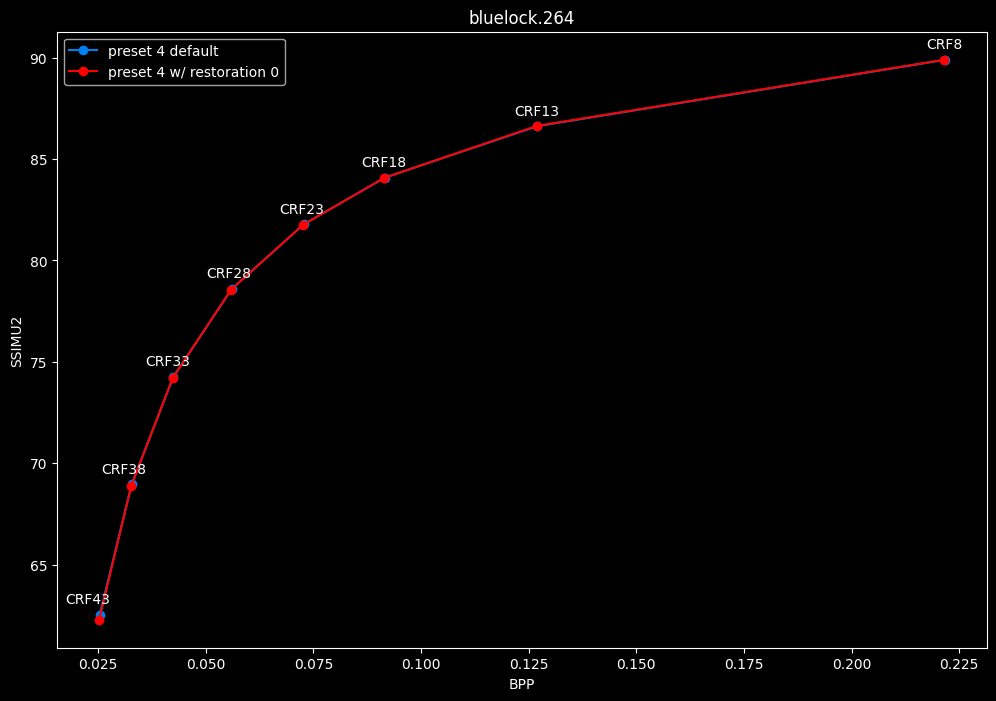 bluelock.264
preset 4 default
preset 4 w/ restoration 0
CRF8
CRF13
CRF18
CRF23
CRF28
CRF33
CRF38
CRF43
90
85
80
75
70
65
SSIMU2
0.025 0.050 0.075 0.100 0.125 0.150 0.175 0.200 0.225
BPP